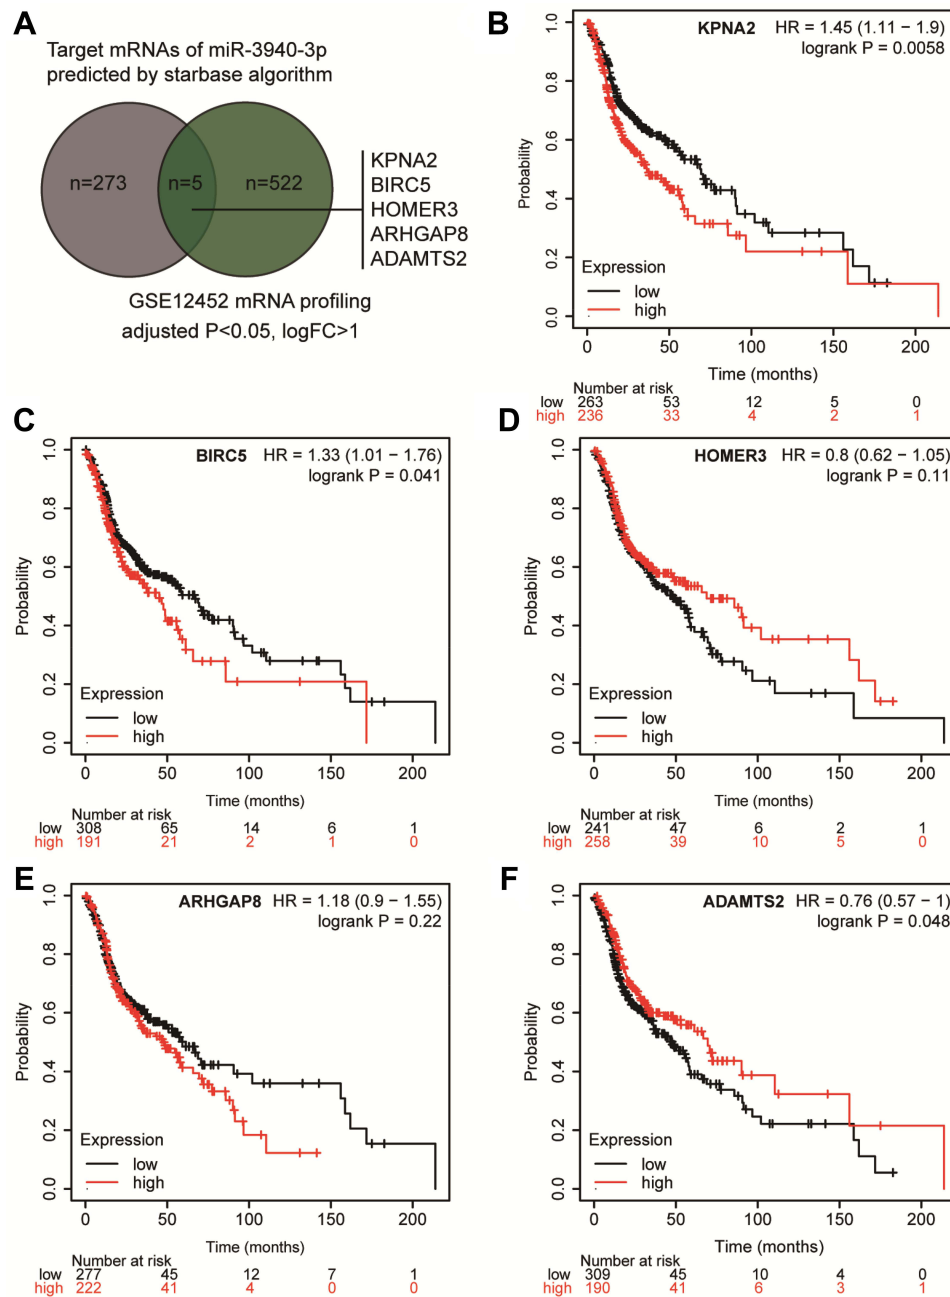 A
Target mRNAs of miR-3940-3p
predicted by starbase algorithm
n=273
n=5
n=522
KPNA2
BIRC5
HOMER3
ARHGAP8
ADAMTS2
GSE12452 mRNA profiling
adjusted P<0.05, logFC>1
B
KPNA2 HR = 1.45 (1.11 − 1.9)
logrank P = 0.0058
Probability
0.0 0.2 0.4 0.6 0.8 1.0
Expression
low
high
0 50 100 150 200
Time (months)
Number at risk
low 263 53 12 5 0
high 236 33 4 2 1
C
BIRC5 HR = 1.33 (1.01 − 1.76)
logrank P = 0.041
Probability
0.0 0.2 0.4 0.6 0.8 1.0
Expression
low
high
0 50 100 150 200
Time (months)
Number at risk
low 308 65 14 6 1
high 191 21 2 1 0
D
HOMER3 HR = 0.8 (0.62 − 1.05)
logrank P = 0.11
Probability
0.0 0.2 0.4 0.6 0.8 1.0
Expression
low
high
0 50 100 150 200
Time (months)
Number at risk
low 241 47 6 2 1
high 258 39 10 5 0
E
ARHGAP8 HR = 1.18 (0.9 − 1.55)
logrank P = 0.22
Probability
0.0 0.2 0.4 0.6 0.8 1.0
Expression
low
high
0 50 100 150 200
Time (months)
Number at risk
low 277 45 12 7 1
high 222 41 4 0 0
F
ADAMTS2 HR = 0.76 (0.57 − 1)
logrank P = 0.048
Probability
0.0 0.2 0.4 0.6 0.8 1.0
Expression
low
high
0 50 100 150 200
Time (months)
Number at risk
low 309 45 10 4 0
high 190 41 6 3 1